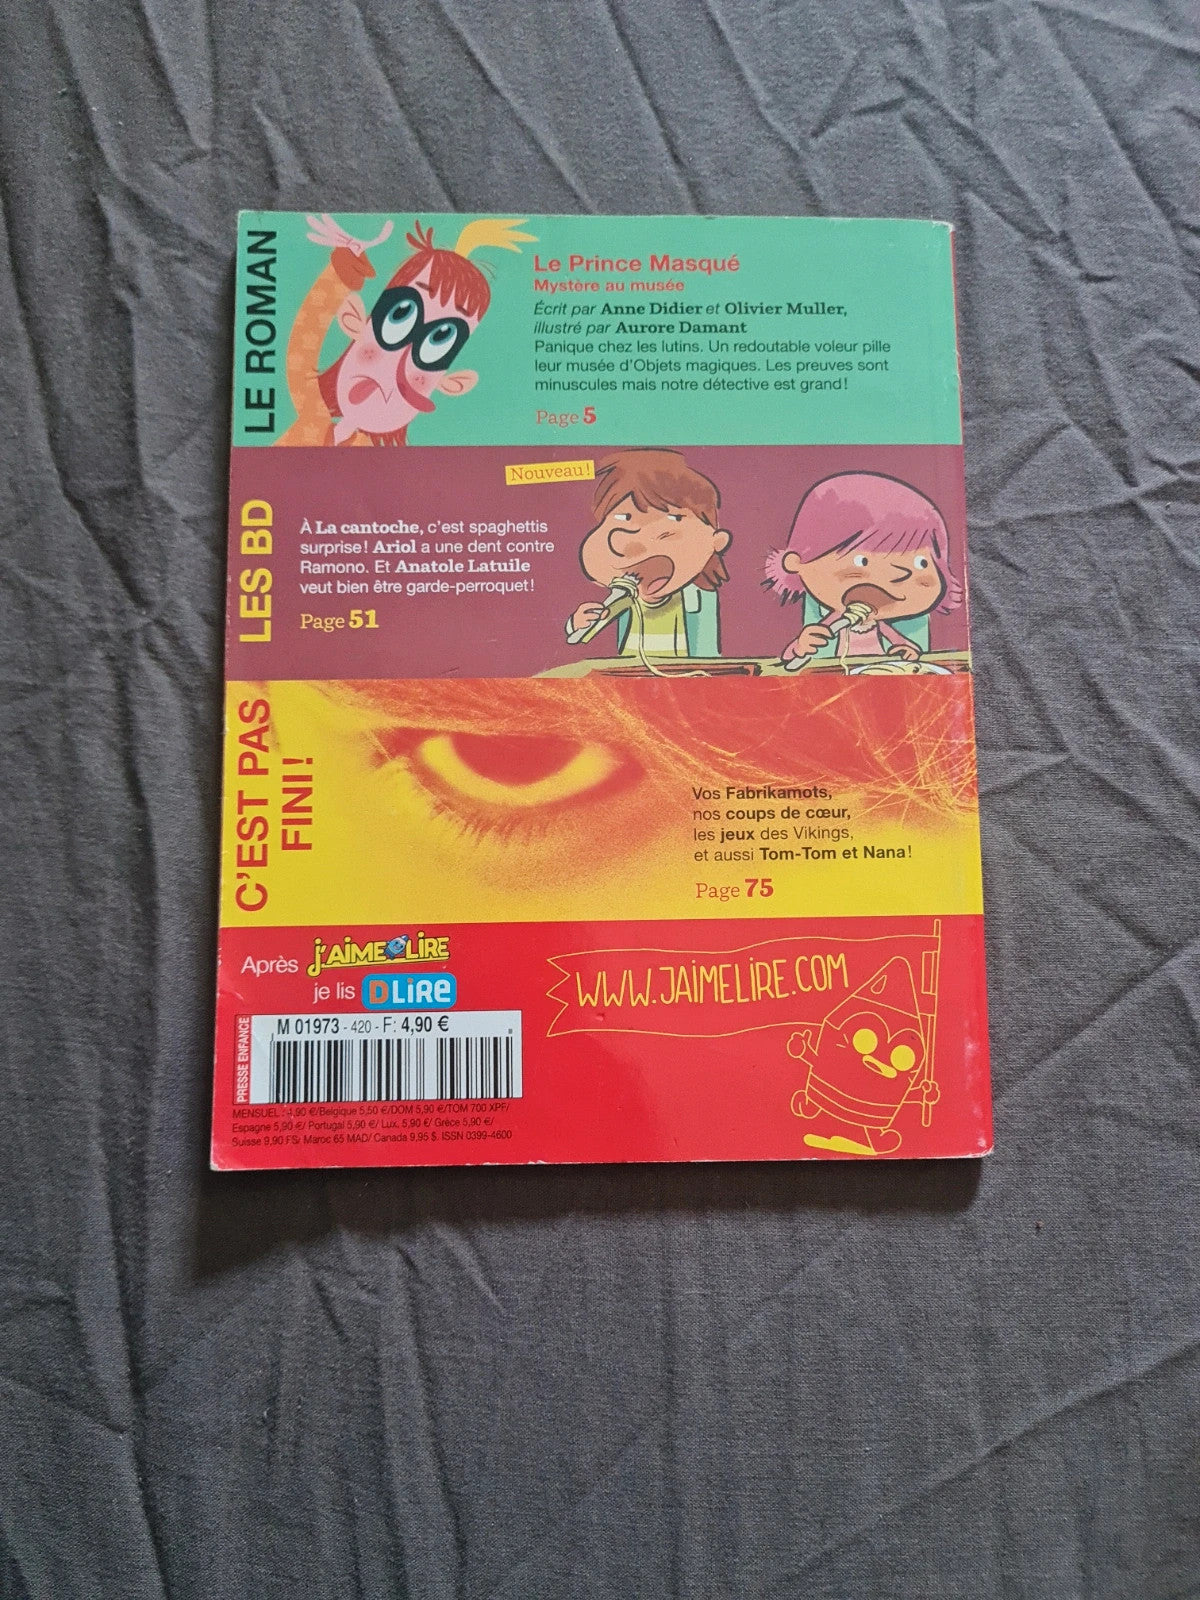 LE ROMAN
Le Prince Masqué
Mystère au musée
Écrit par Anne Didier et Olivier Muller,
illustré par Aurore Damant
Panique chez les lutins. Un redoutable voleur pille
leur musée d'Objets magiques. Les preuves sont
minuscules mais notre détective est grand !
Page 5
LES BD
Nouveau !
À La cantoche, c'est spaghettis
surprise ! Ariol a une dent contre
Ramono. Et Anatole Latuile
veut bien être garde-perroquet !
Page 51
C'EST PAS
FINI !
Vos Fabrikamots,
nos coups de cœur,
les jeux des Vikings,
et aussi Tom-Tom et Nana !
Page 75
Après J'AIME LIRE
je lis DLiRe
WWW.JAIMELIRE.COM
PRESSE ENFANCE
M 01973 - 420 - F: 4,90 €
MENSUEL : 4,90 €/Belgique 5,50 €/DOM 5,90 €/TOM 700 XPF/
Espagne 5,90 €/ Portugal 5,90 €/ Lux. 5,90 €/ Grèce 5,90 €/
Suisse 9,90 FS/ Maroc 65 MAD/ Canada 9,95 $. ISSN 0399-4600